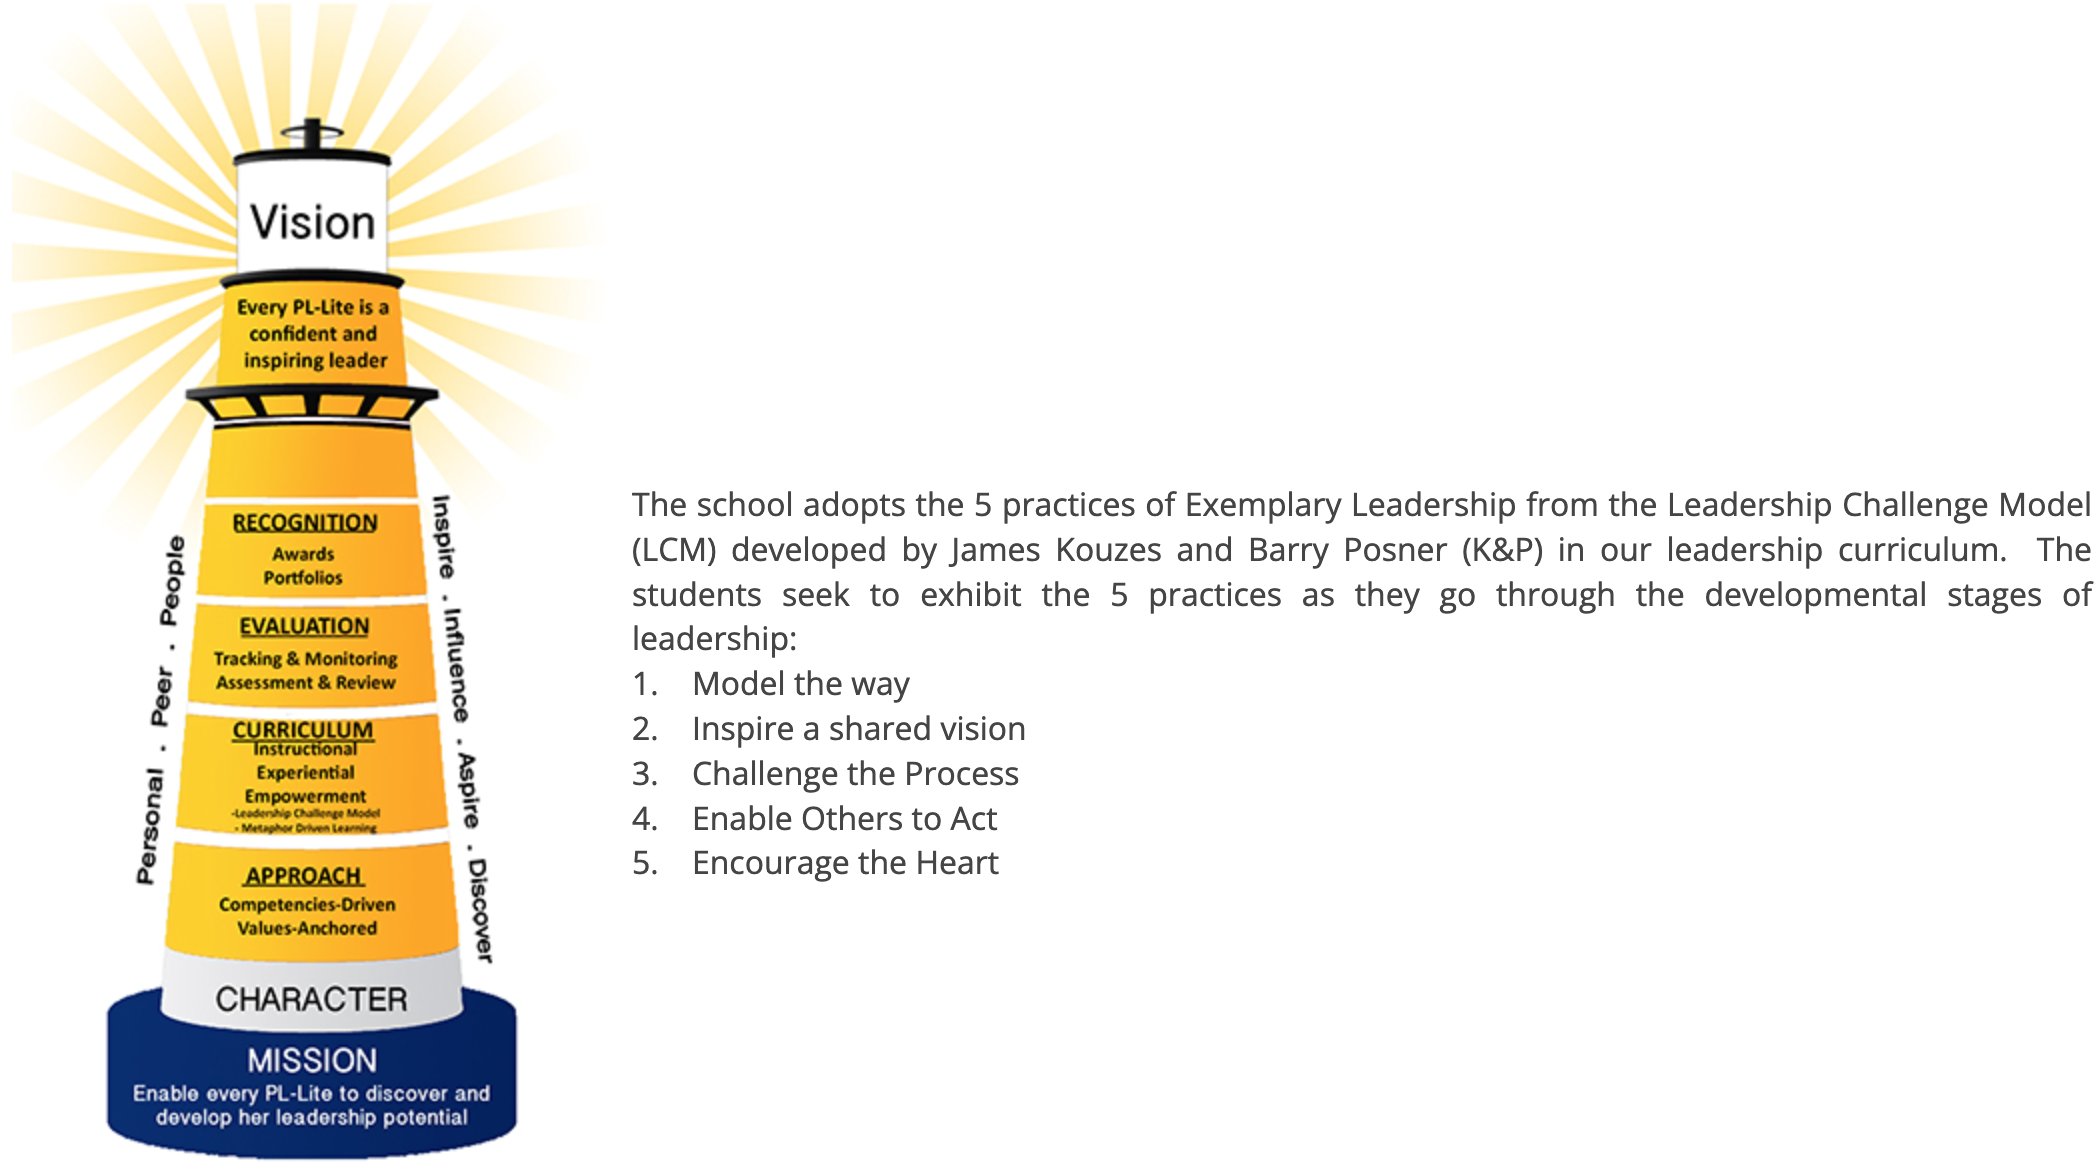 Vision
Every PL-Lite is a
confident and
inspiring leader
RECOGNITION
Awards
Portfolios
EVALUATION
Tracking & Monitoring
Assessment & Review
CURRICULUM
Instructional
Experiential
Empowerment
-Leadership Challenge Model
- Metaphor Driven Learning
APPROACH
Competencies-Driven
Values-Anchored
CHARACTER
MISSION
Enable every PL-Lite to discover and
develop her leadership potential
Personal . Peer . People
Inspire . Influence . Aspire . Discover
The school adopts the 5 practices of Exemplary Leadership from the Leadership Challenge Model
(LCM) developed by James Kouzes and Barry Posner (K&P) in our leadership curriculum. The
students seek to exhibit the 5 practices as they go through the developmental stages of
leadership:
1. Model the way
2. Inspire a shared vision
3. Challenge the Process
4. Enable Others to Act
5. Encourage the Heart